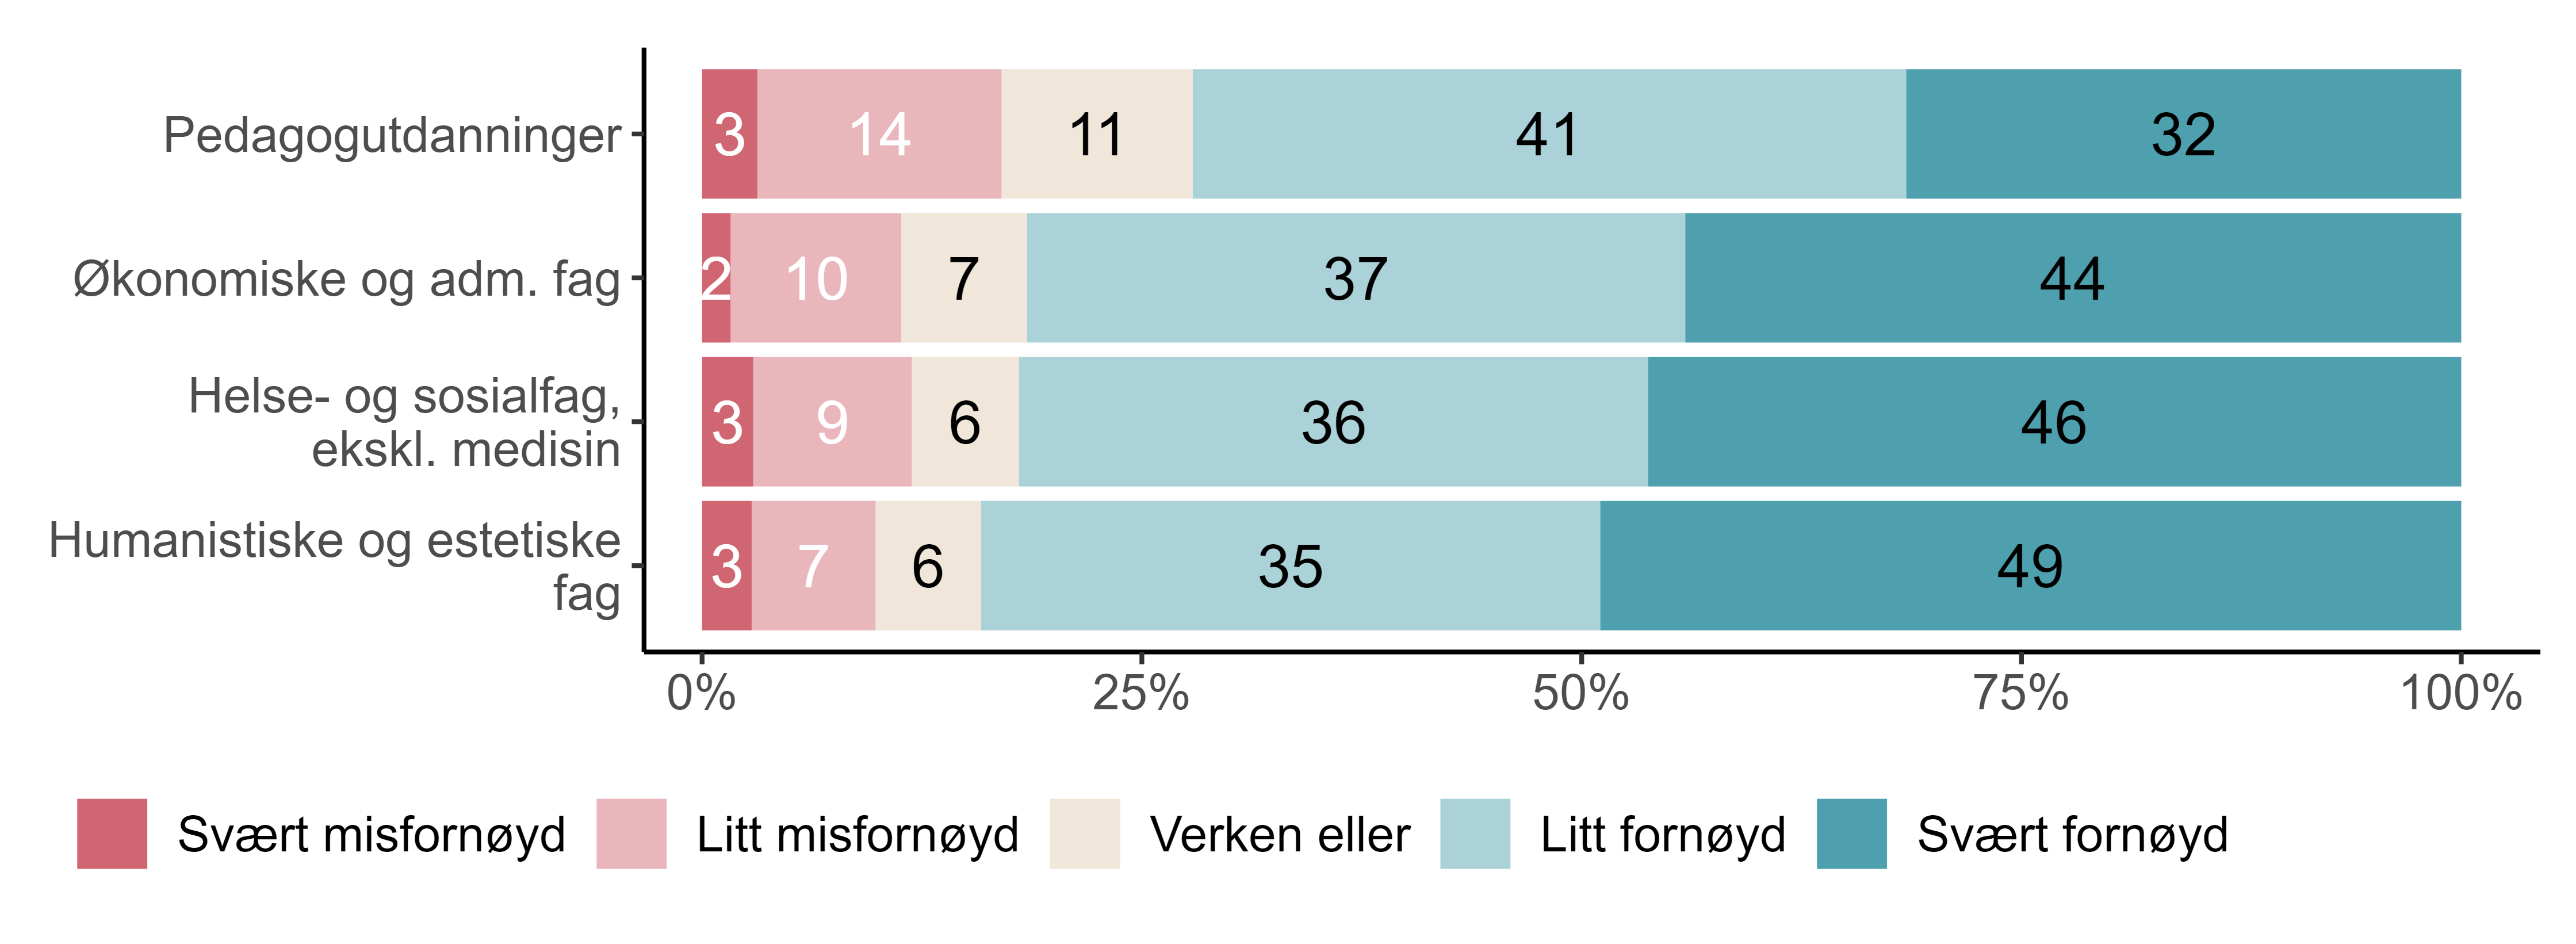 Pedagogutdanninger
3 14 11 41 32
Økonomiske og adm. fag
2 10 7 37 44
Helse- og sosialfag,
ekskl. medisin
3 9 6 36 46
Humanistiske og estetiske
fag
3 7 6 35 49
0% 25% 50% 75% 100%
Svært misfornøyd Litt misfornøyd Verken eller Litt fornøyd Svært fornøyd